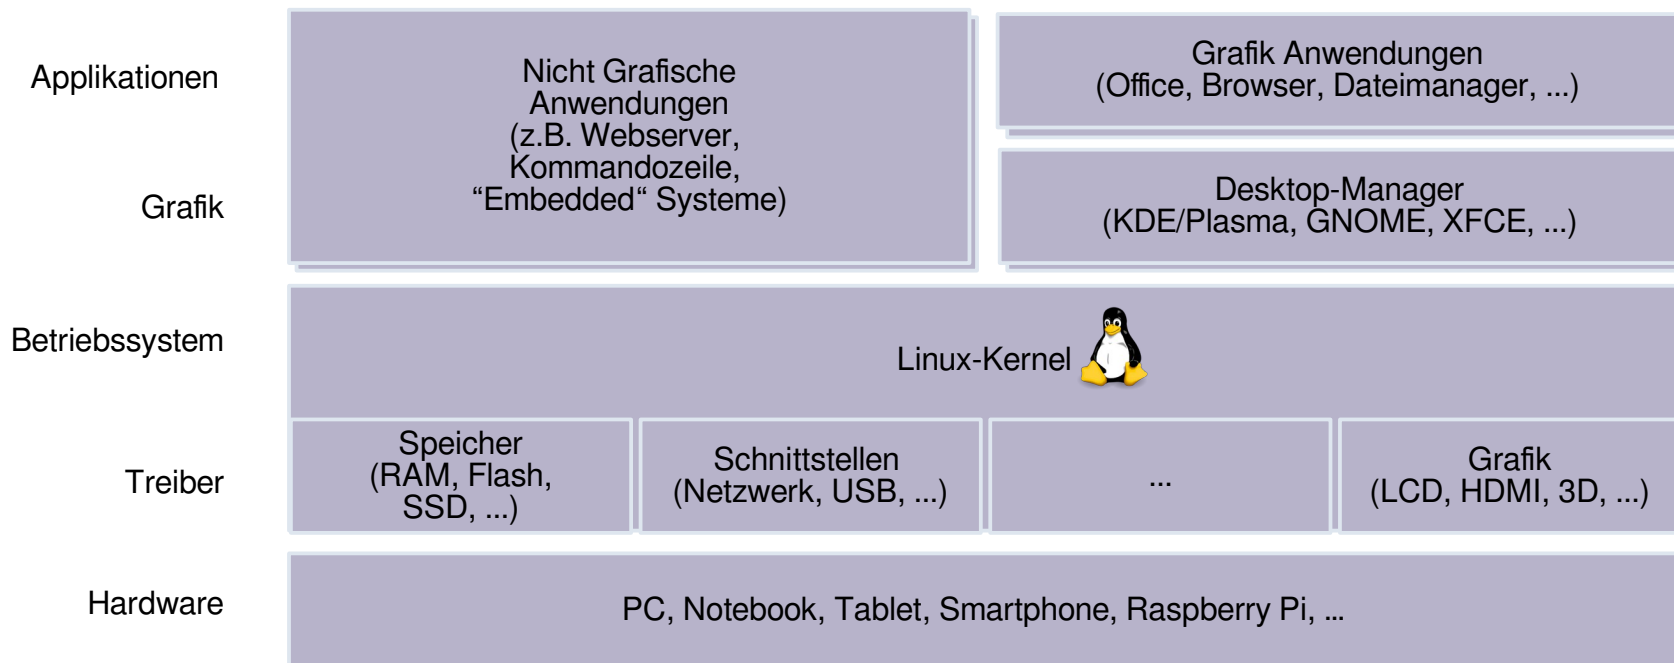 Applikationen
Nicht Grafische
Anwendungen
(z.B. Webserver,
Kommandozeile,
“Embedded“ Systeme)
Grafik Anwendungen
(Office, Browser, Dateimanager, ...)
Grafik
Desktop-Manager
(KDE/Plasma, GNOME, XFCE, ...)
Betriebssystem
Linux-Kernel
Treiber
Speicher
(RAM, Flash,
SSD, ...)
Schnittstellen
(Netzwerk, USB, ...)
...
Grafik
(LCD, HDMI, 3D, ...)
Hardware
PC, Notebook, Tablet, Smartphone, Raspberry Pi, ...